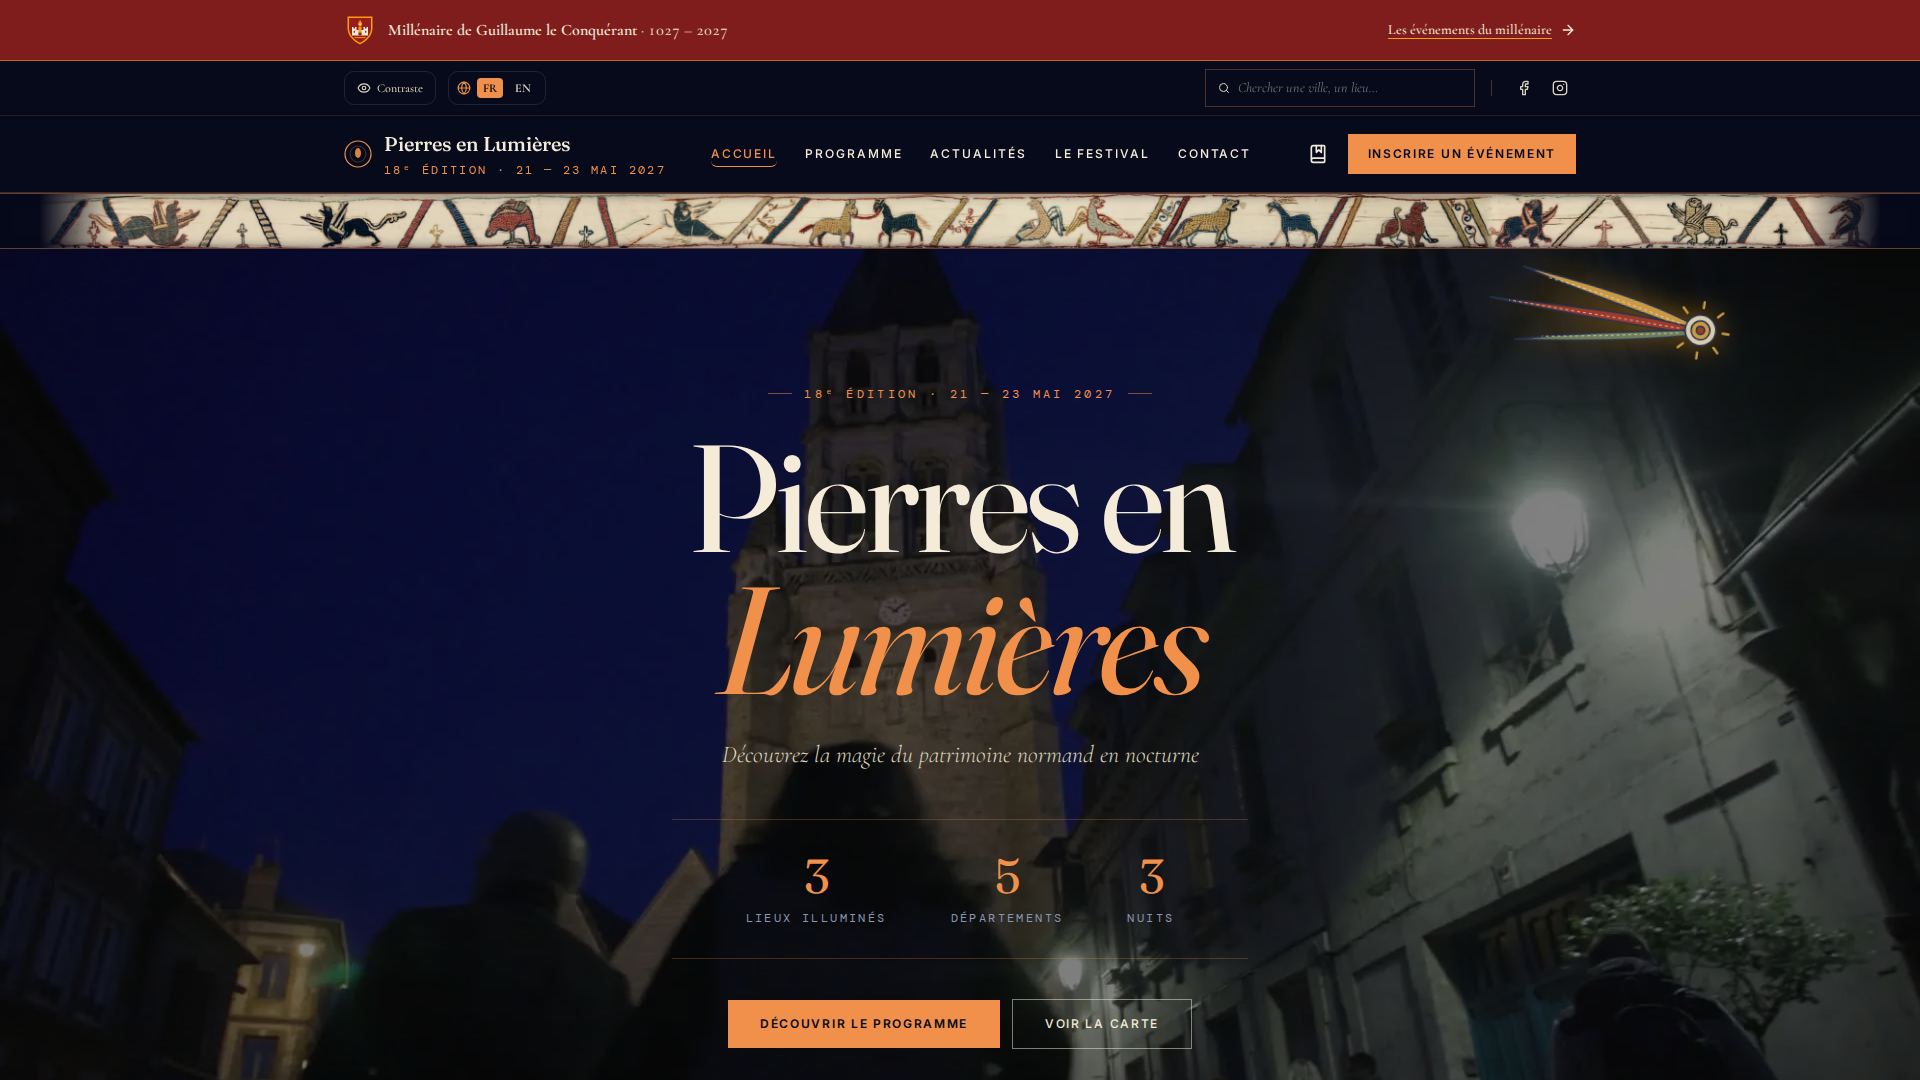 Millénaire de Guillaume le Conquérant · 1027 – 2027
Les événements du millénaire
Contraste
FR
EN
Chercher une ville, un lieu...
Pierres en Lumières
18ᵉ ÉDITION · 21 — 23 MAI 2027
ACCUEIL
PROGRAMME
ACTUALITÉS
LE FESTIVAL
CONTACT
INSCRIRE UN ÉVÉNEMENT
18ᵉ ÉDITION · 21 — 23 MAI 2027
Pierres en
Lumières
Découvrez la magie du patrimoine normand en nocturne
3
LIEUX ILLUMINÉS
5
DÉPARTEMENTS
3
NUITS
DÉCOUVRIR LE PROGRAMME
VOIR LA CARTE